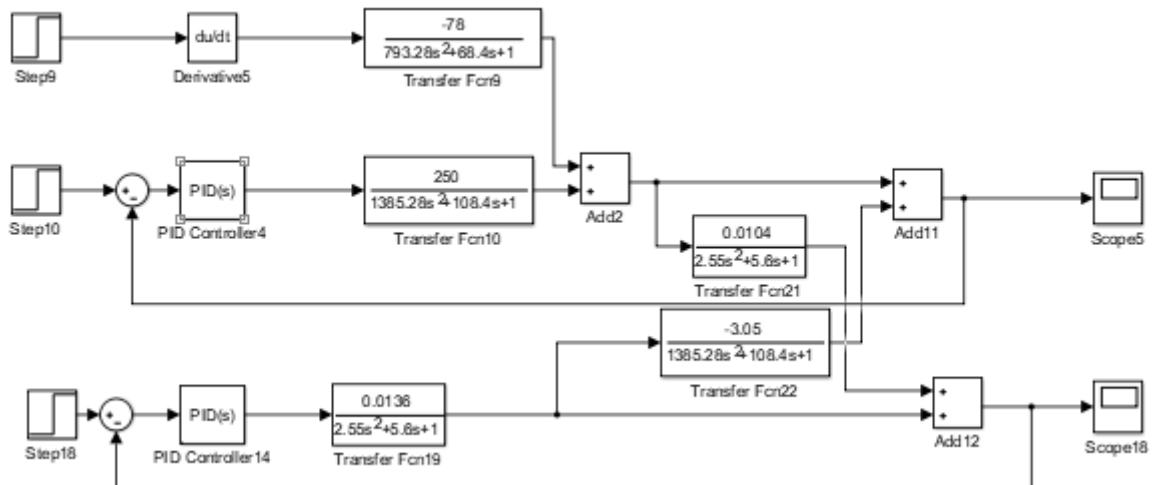 -78
793.28s2+68.4s+1
du/dt
Step9
Derivative5
Transfer Fcn9
+
+
Add2
250
1385.28s2+108.4s+1
PID(s)
+
-
Step10
PID Controller4
Transfer Fcn10
+
+
Add11
Scope5
0.0104
2.55s2+5.6s+1
Transfer Fcn21
-3.05
1385.28s2+108.4s+1
Transfer Fcn22
+
-
PID(s)
0.0136
2.55s2+5.6s+1
Step18
PID Controller14
Transfer Fcn19
+
+
Add12
Scope18